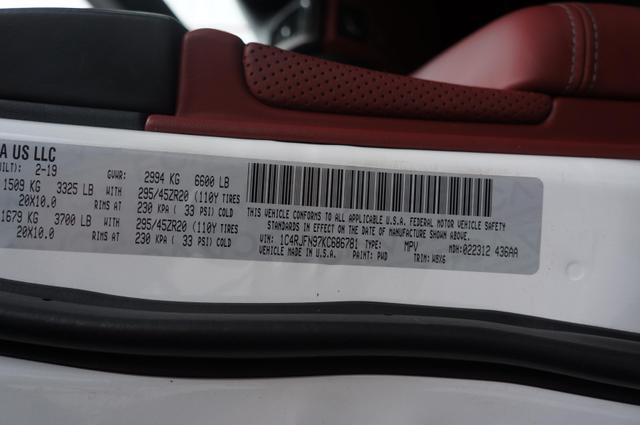 A US LLC
UILT): 2-19 GVWR: 2994 KG 6600 LB
1509 KG 3325 LB WITH 295/45ZR20 (110Y TIRES
20X10.0 RIMS AT 230 KPA ( 33 PSI) COLD
1679 KG 3700 LB WITH 295/45ZR20 (110Y TIRES
20X10.0 RIMS AT 230 KPA ( 33 PSI) COLD
THIS VEHICLE CONFORMS TO ALL APPLICABLE U.S.A. FEDERAL MOTOR VEHICLE SAFETY
STANDARDS IN EFFECT ON THE DATE OF MANUFACTURE SHOWN ABOVE.
VIN: 1C4RJFN97KC686781 TYPE: MPV MDH:022312 436AA
VEHICLE MADE IN U.S.A. PAINT: PWD TRIM: W8X6